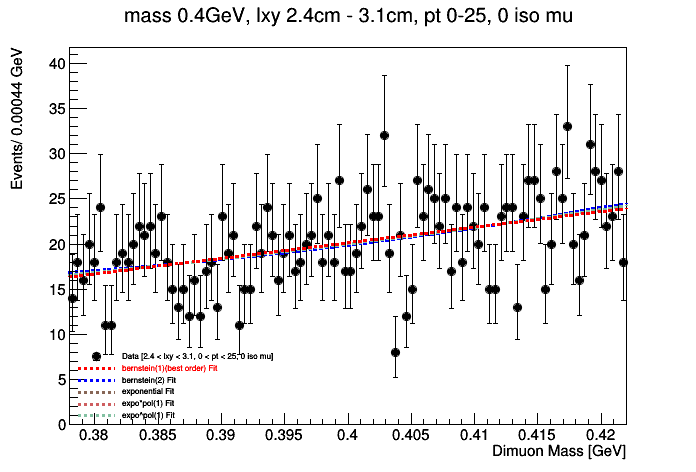 mass 0.4GeV, lxy 2.4cm - 3.1cm, pt 0-25, 0 iso mu
Events/ 0.00044 GeV
40
35
30
25
20
15
10
5
0
Data [2.4 < lxy < 3.1, 0 < pt < 25, 0 iso mu]
bernstein(1)(best order) Fit
bernstein(2) Fit
exponential Fit
expo*pol(1) Fit
expo^pol(1) Fit
0.38 0.385 0.39 0.395 0.4 0.405 0.41 0.415 0.42
Dimuon Mass [GeV]